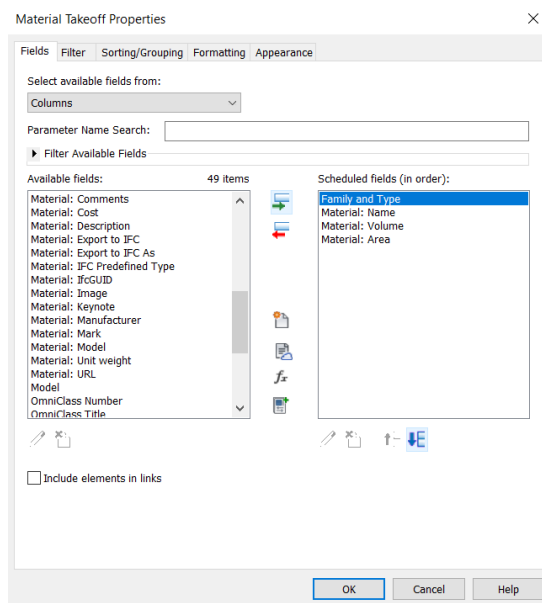 Material Takeoff Properties
Fields Filter Sorting/Grouping Formatting Appearance
Select available fields from:
Columns
Parameter Name Search:
Filter Available Fields
Available fields: 49 items
Material: Comments
Material: Cost
Material: Description
Material: Export to IFC
Material: Export to IFC As
Material: IFC Predefined Type
Material: IfcGUID
Material: Image
Material: Keynote
Material: Manufacturer
Material: Mark
Material: Model
Material: Unit weight
Material: URL
Model
OmniClass Number
OmniClass Title
fx
Scheduled fields (in order):
Family and Type
Material: Name
Material: Volume
Material: Area
Include elements in links
OK Cancel Help